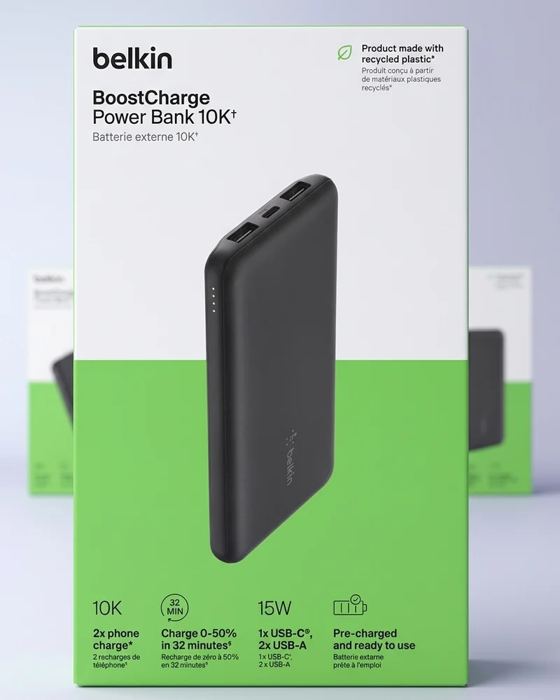 belkin
BoostCharge
Power Bank 10K†
Batterie externe 10K†
Product made with
recycled plastic*
Produit conçu à partir
de matériaux plastiques
recyclés*
belkin
10K
2x phone
charge*
2 recharges de
téléphone†
32
MIN
Charge 0-50%
in 32 minutes§
Recharge de zéro à 50%
en 32 minutes§
15W
1x USB-C®,
2x USB-A
1x USB-C®,
2x USB-A
Pre-charged
and ready to use
Batterie externe
prête à l'emploi
belkin